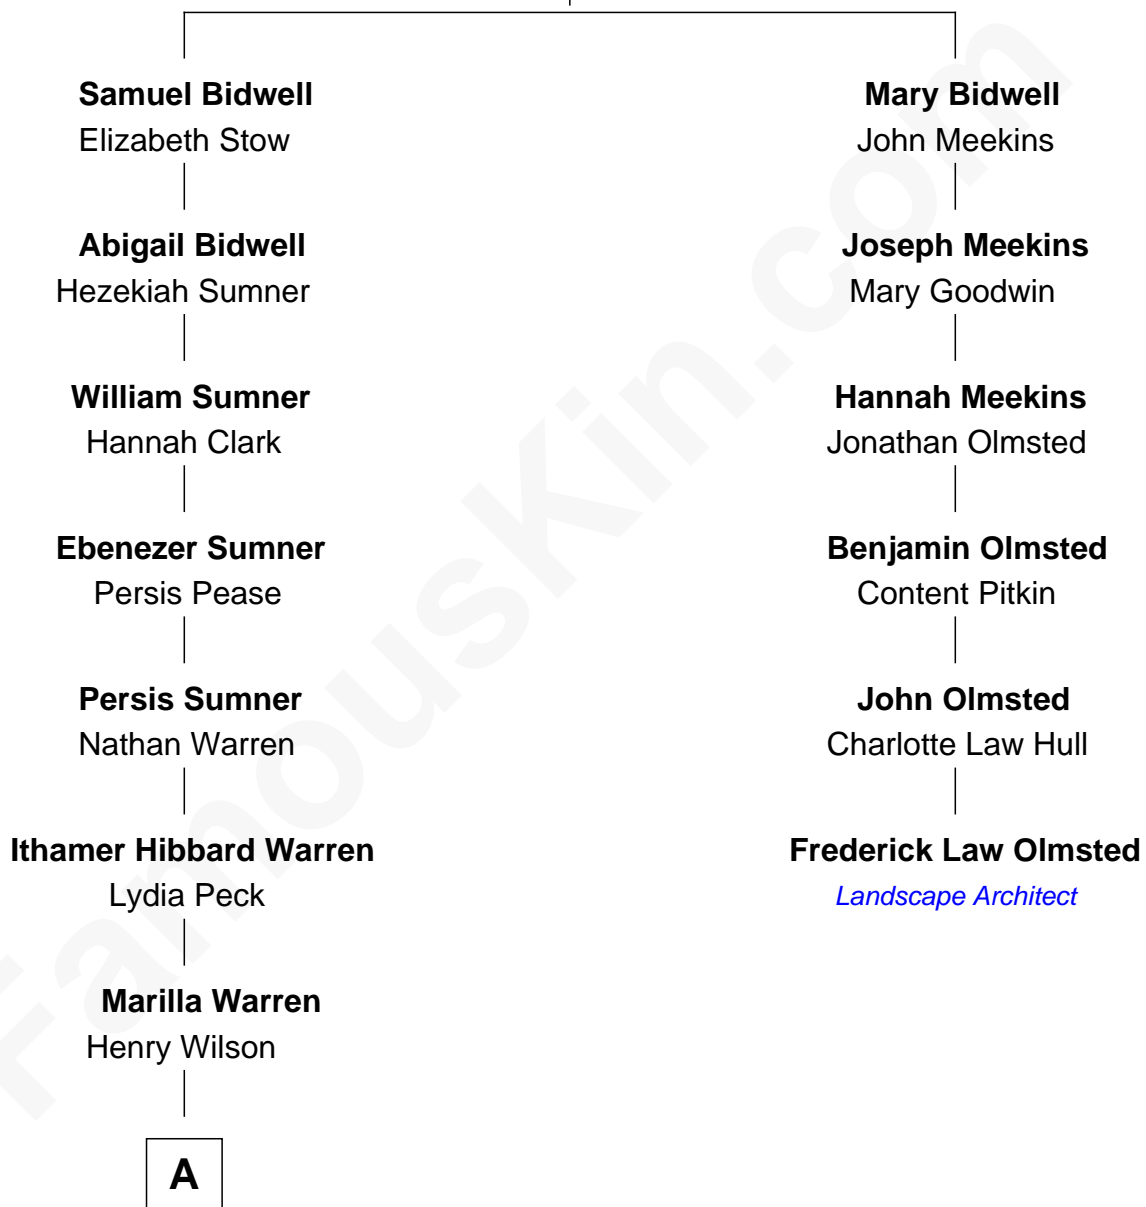 Samuel Bidwell
Elizabeth Stow
Abigail Bidwell
Hezekiah Sumner
William Sumner
Hannah Clark
Ebenezer Sumner
Persis Pease
Persis Sumner
Nathan Warren
Ithamer Hibbard Warren
Lydia Peck
Marilla Warren
Henry Wilson
A
Mary Bidwell
John Meekins
Joseph Meekins
Mary Goodwin
Hannah Meekins
Jonathan Olmsted
Benjamin Olmsted
Content Pitkin
John Olmsted
Charlotte Law Hull
Frederick Law Olmsted
Landscape Architect
FamousKin.com